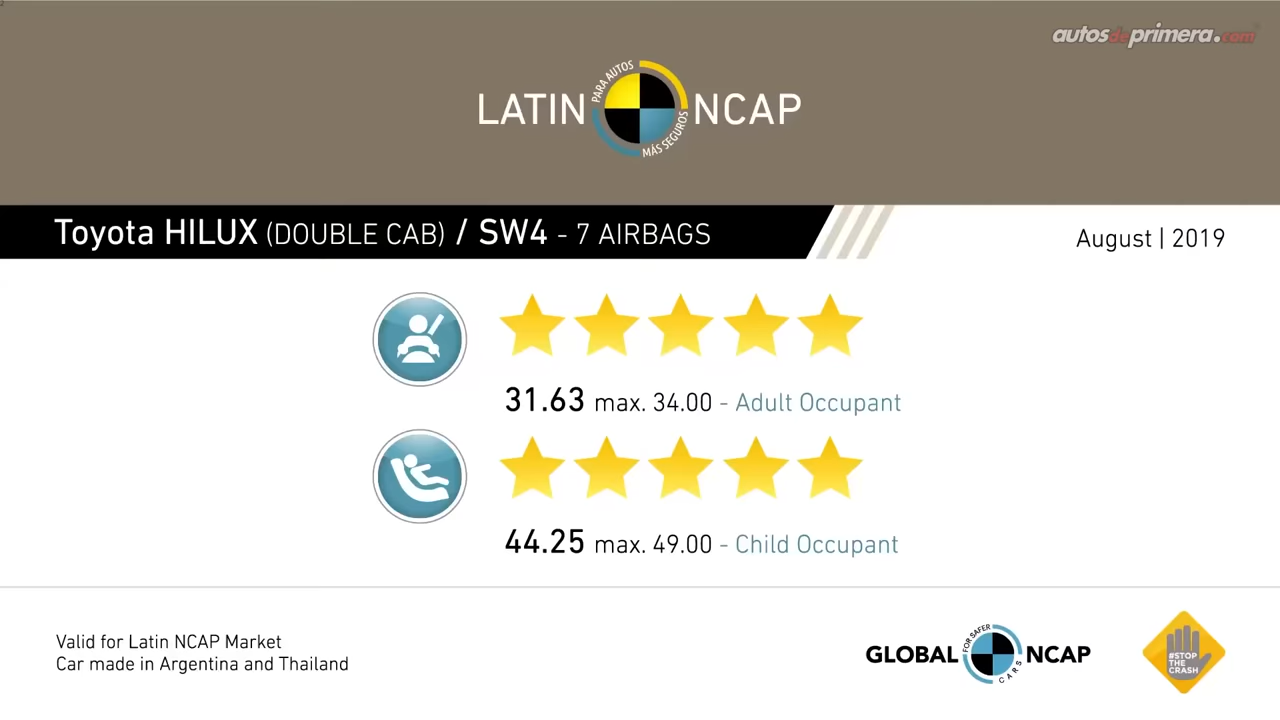 autosdeprimera.com
LATIN NCAP
PARA AUTOS
MÁS SEGUROS
Toyota HILUX (DOUBLE CAB) / SW4 - 7 AIRBAGS
August | 2019
31.63 max. 34.00 - Adult Occupant
44.25 max. 49.00 - Child Occupant
Valid for Latin NCAP Market
Car made in Argentina and Thailand
GLOBAL NCAP
FOR SAFER
CARS
#STOP
THE
CRASH